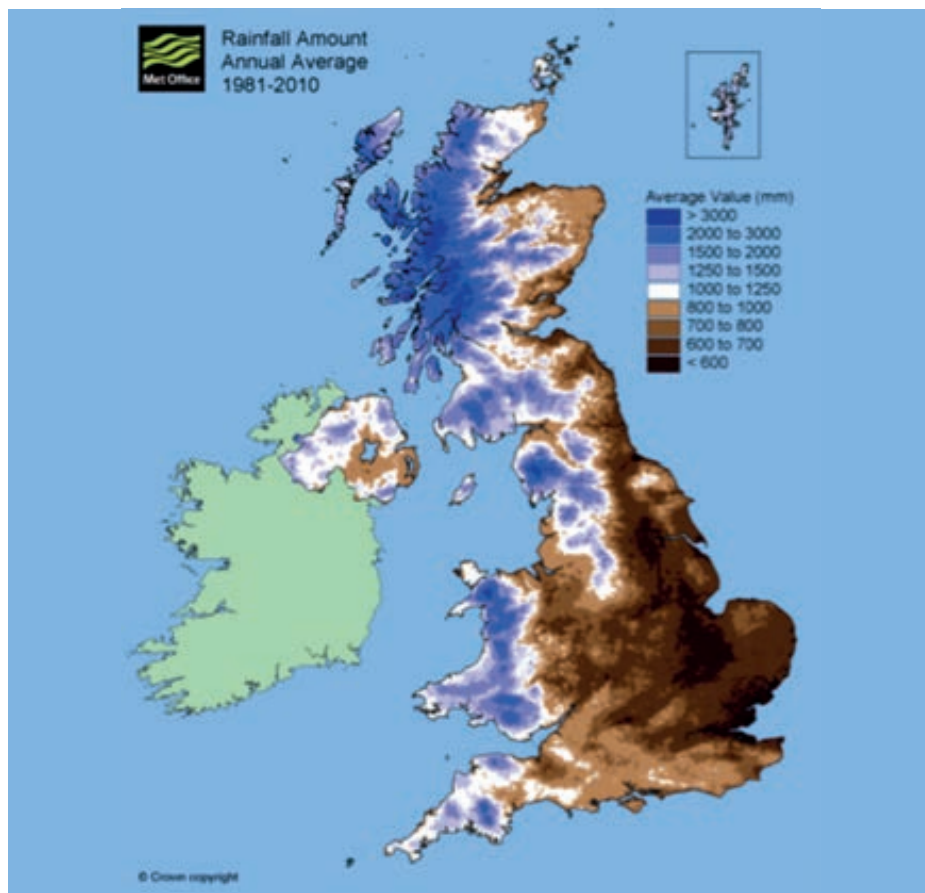 Met Office
Rainfall Amount
Annual Average
1981-2010
Average Value (mm)
> 3000
2000 to 3000
1500 to 2000
1250 to 1500
1000 to 1250
800 to 1000
700 to 800
600 to 700
< 600
© Crown copyright